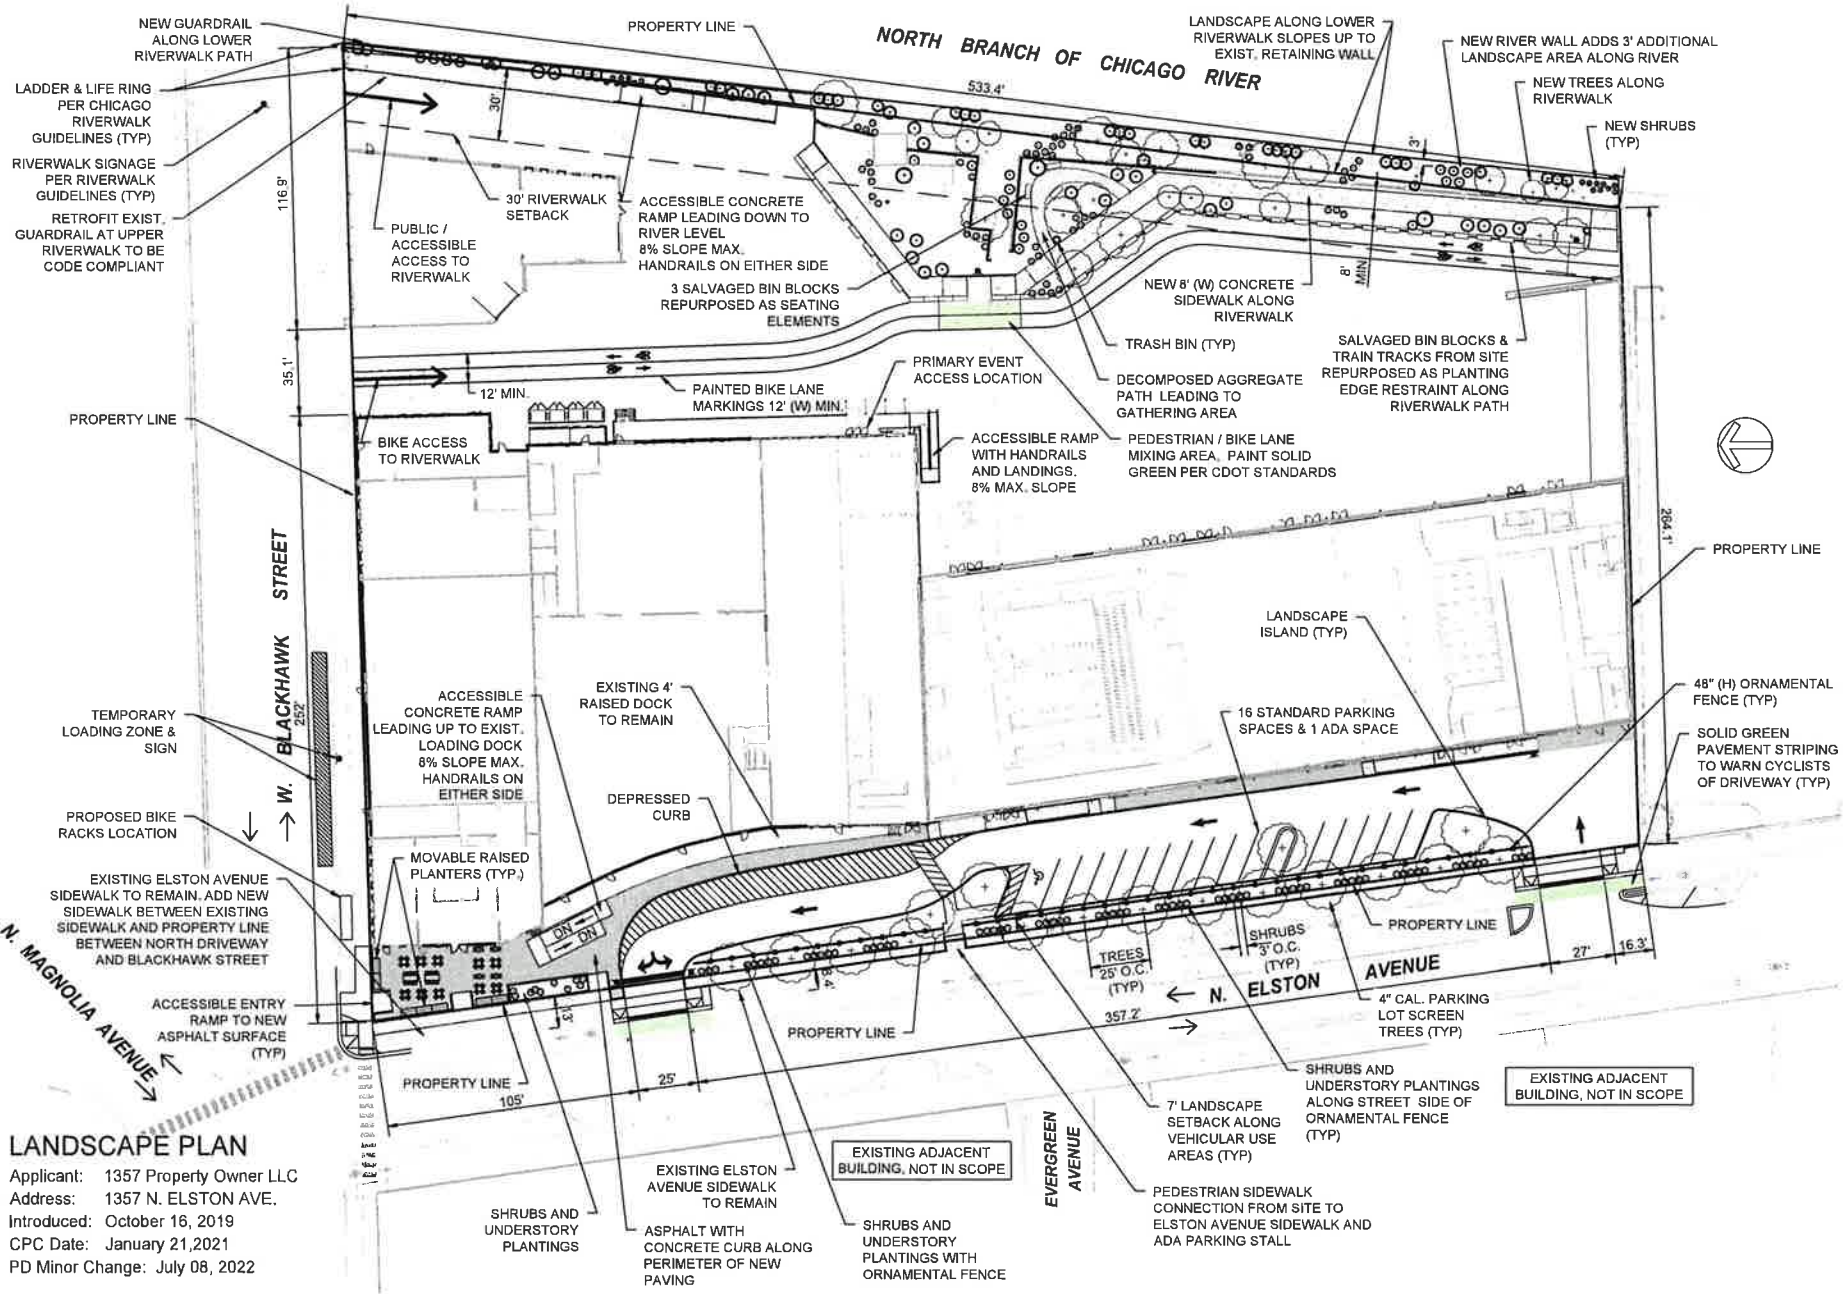 NEW GUARDRAIL
ALONG LOWER
RIVERWALK PATH
LADDER & LIFE RING
PER CHICAGO
RIVERWALK
GUIDELINES (TYP)
RIVERWALK SIGNAGE
PER RIVERWALK
GUIDELINES (TYP)
RETROFIT EXIST.
GUARDRAIL AT UPPER
RIVERWALK TO BE
CODE COMPLIANT
PROPERTY LINE
NORTH BRANCH OF CHICAGO RIVER
533.4'
LANDSCAPE ALONG LOWER
RIVERWALK SLOPES UP TO
EXIST. RETAINING WALL
NEW RIVER WALL ADDS 3' ADDITIONAL
LANDSCAPE AREA ALONG RIVER
NEW TREES ALONG
RIVERWALK
NEW SHRUBS
(TYP)
3'
30'
116.9'
35.1'
PUBLIC /
ACCESSIBLE
ACCESS TO
RIVERWALK
30' RIVERWALK
SETBACK
ACCESSIBLE CONCRETE
RAMP LEADING DOWN TO
RIVER LEVEL
8% SLOPE MAX.
HANDRAILS ON EITHER SIDE
3 SALVAGED BIN BLOCKS
REPURPOSED AS SEATING
ELEMENTS
NEW 8' (W) CONCRETE
SIDEWALK ALONG
RIVERWALK
8'
MIN
TRASH BIN (TYP)
SALVAGED BIN BLOCKS &
TRAIN TRACKS FROM SITE
REPURPOSED AS PLANTING
EDGE RESTRAINT ALONG
RIVERWALK PATH
DECOMPOSED AGGREGATE
PATH LEADING TO
GATHERING AREA
PRIMARY EVENT
ACCESS LOCATION
12' MIN.
PAINTED BIKE LANE
MARKINGS 12' (W) MIN.
PROPERTY LINE
BIKE ACCESS
TO RIVERWALK
ACCESSIBLE RAMP
WITH HANDRAILS
AND LANDINGS.
8% MAX. SLOPE
PEDESTRIAN / BIKE LANE
MIXING AREA. PAINT SOLID
GREEN PER CDOT STANDARDS
264.1'
PROPERTY LINE
W. BLACKHAWK STREET
252'
LANDSCAPE
ISLAND (TYP)
TEMPORARY
LOADING ZONE &
SIGN
ACCESSIBLE
CONCRETE RAMP
LEADING UP TO EXIST.
LOADING DOCK
8% SLOPE MAX.
HANDRAILS ON
EITHER SIDE
EXISTING 4'
RAISED DOCK
TO REMAIN
16 STANDARD PARKING
SPACES & 1 ADA SPACE
48" (H) ORNAMENTAL
FENCE (TYP)
SOLID GREEN
PAVEMENT STRIPING
TO WARN CYCLISTS
OF DRIVEWAY (TYP)
PROPOSED BIKE
RACKS LOCATION
DEPRESSED
CURB
MOVABLE RAISED
PLANTERS (TYP.)
EXISTING ELSTON AVENUE
SIDEWALK TO REMAIN. ADD NEW
SIDEWALK BETWEEN EXISTING
SIDEWALK AND PROPERTY LINE
BETWEEN NORTH DRIVEWAY
AND BLACKHAWK STREET
DN
DN
N. MAGNOLIA AVENUE
ACCESSIBLE ENTRY
RAMP TO NEW
ASPHALT SURFACE
(TYP)
13'
8.4'
PROPERTY LINE
TREES
25' O.C.
(TYP)
SHRUBS
3' O.C.
(TYP)
PROPERTY LINE
27'
16.3'
N. ELSTON AVENUE
357.2'
4" CAL. PARKING
LOT SCREEN
TREES (TYP)
PROPERTY LINE
105'
25'
EVERGREEN
AVENUE
7' LANDSCAPE
SETBACK ALONG
VEHICULAR USE
AREAS (TYP)
SHRUBS AND
UNDERSTORY PLANTINGS
ALONG STREET SIDE OF
ORNAMENTAL FENCE
(TYP)
EXISTING ADJACENT
BUILDING, NOT IN SCOPE
EXISTING ADJACENT
BUILDING, NOT IN SCOPE
EXISTING ELSTON
AVENUE SIDEWALK
TO REMAIN
SHRUBS AND
UNDERSTORY
PLANTINGS
ASPHALT WITH
CONCRETE CURB ALONG
PERIMETER OF NEW
PAVING
SHRUBS AND
UNDERSTORY
PLANTINGS WITH
ORNAMENTAL FENCE
PEDESTRIAN SIDEWALK
CONNECTION FROM SITE TO
ELSTON AVENUE SIDEWALK AND
ADA PARKING STALL
LANDSCAPE PLAN
Applicant: 1357 Property Owner LLC
Address: 1357 N. ELSTON AVE.
Introduced: October 16, 2019
CPC Date: January 21,2021
PD Minor Change: July 08, 2022